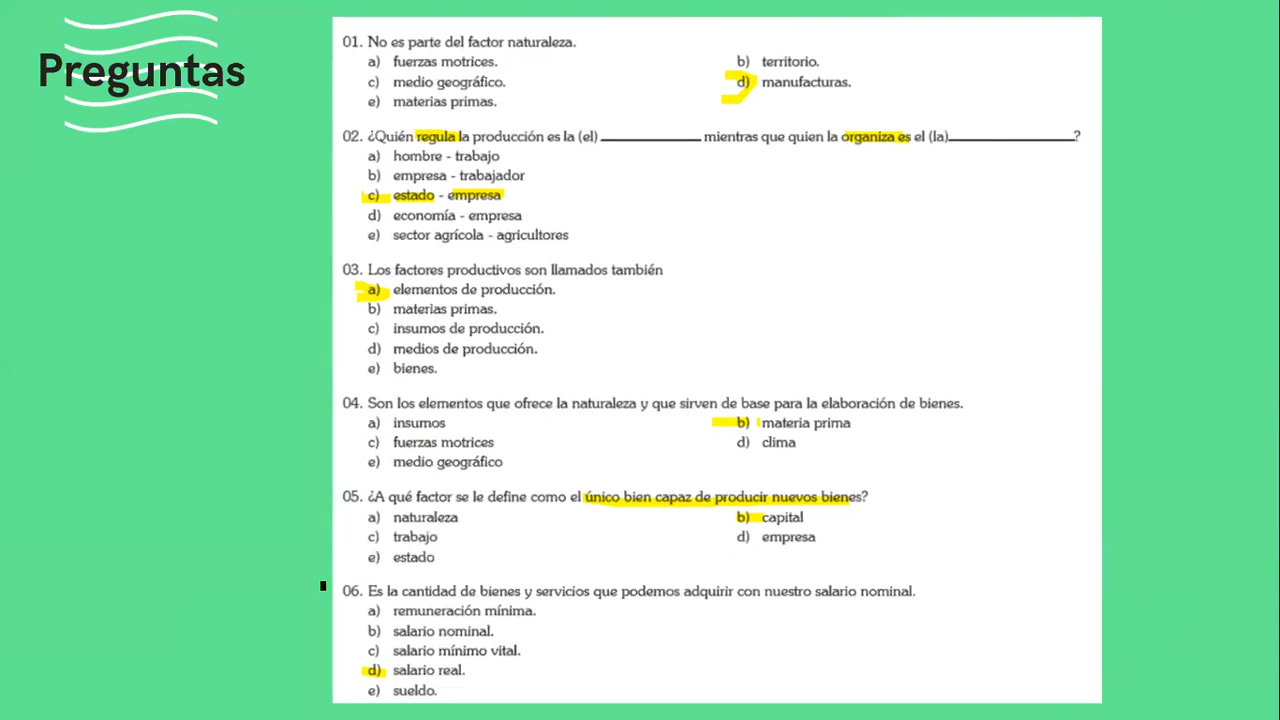 Preguntas
01. No es parte del factor naturaleza.
a) fuerzas motrices. b) territorio.
c) medio geográfico. d) manufacturas.
e) materias primas.
02. ¿Quién regula la producción es la (el) ______________ mientras que quien la organiza es el (la)__________________?
a) hombre - trabajo
b) empresa - trabajador
c) estado - empresa
d) economía - empresa
e) sector agrícola - agricultores
03. Los factores productivos son llamados también
a) elementos de producción.
b) materias primas.
c) insumos de producción.
d) medios de producción.
e) bienes.
04. Son los elementos que ofrece la naturaleza y que sirven de base para la elaboración de bienes.
a) insumos b) materia prima
c) fuerzas motrices d) clima
e) medio geográfico
05. ¿A qué factor se le define como el único bien capaz de producir nuevos bienes?
a) naturaleza b) capital
c) trabajo d) empresa
e) estado
06. Es la cantidad de bienes y servicios que podemos adquirir con nuestro salario nominal.
a) remuneración mínima.
b) salario nominal.
c) salario mínimo vital.
d) salario real.
e) sueldo.